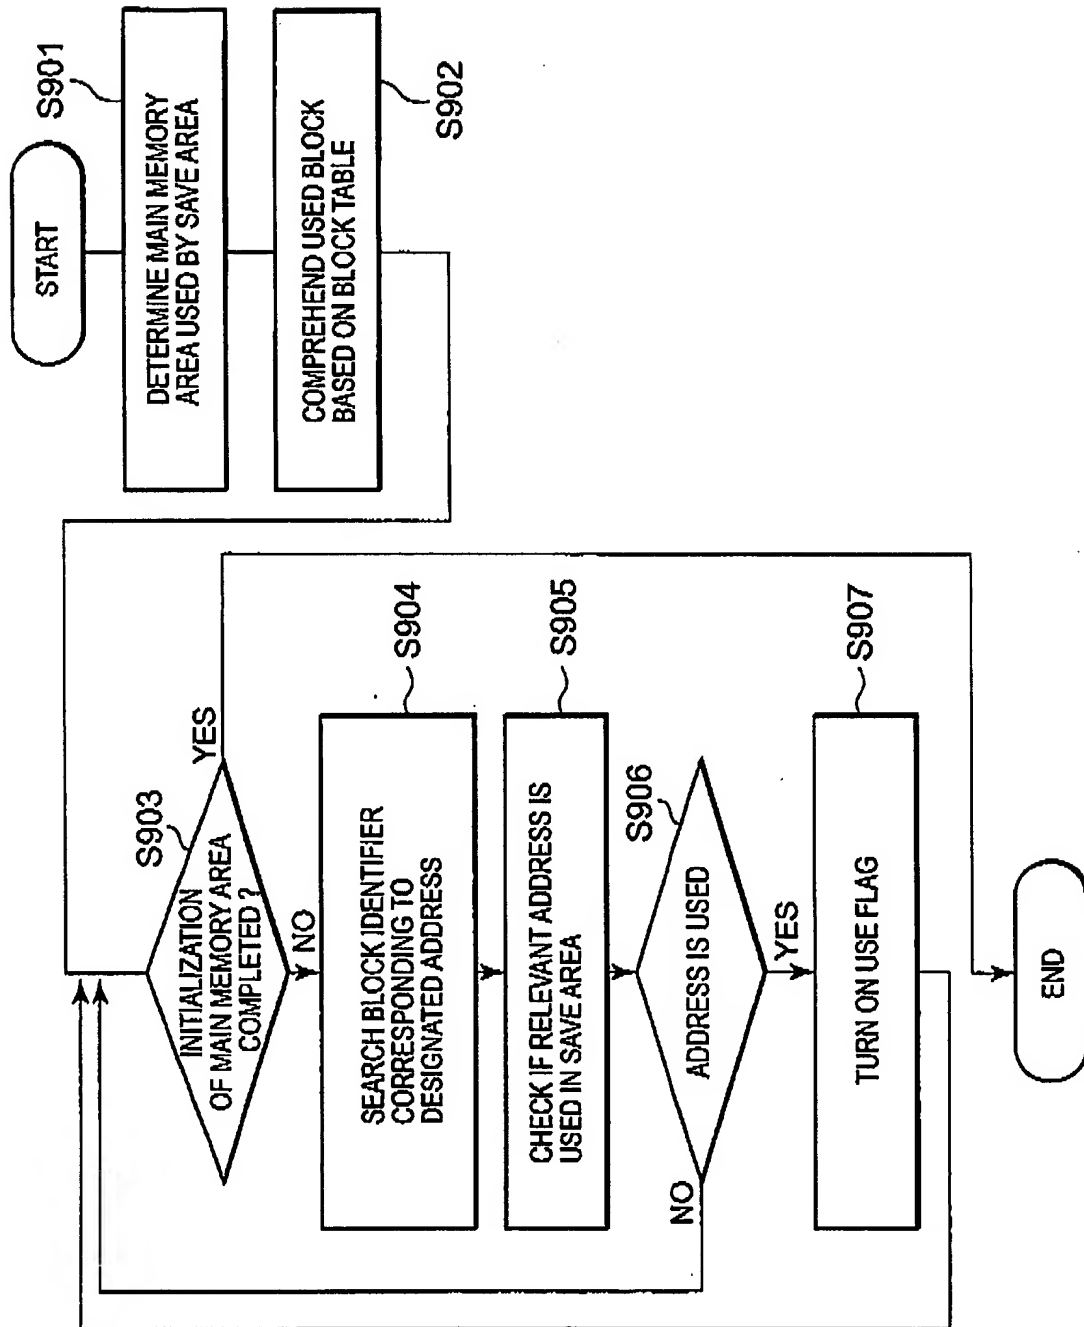 START
S901
DETERMINE MAIN MEMORY
AREA USED BY SAVE AREA
S902
COMPREHEND USED BLOCK
BASED ON BLOCK TABLE
S903
INITIALIZATION
OF MAIN MEMORY AREA
COMPLETED ?
YES
NO
S904
SEARCH BLOCK IDENTIFIER
CORRESPONDING TO
DESIGNATED ADDRESS
S905
CHECK IF RELEVANT ADDRESS IS
USED IN SAVE AREA
S906
ADDRESS IS USED
NO
YES
S907
TURN ON USE FLAG
END